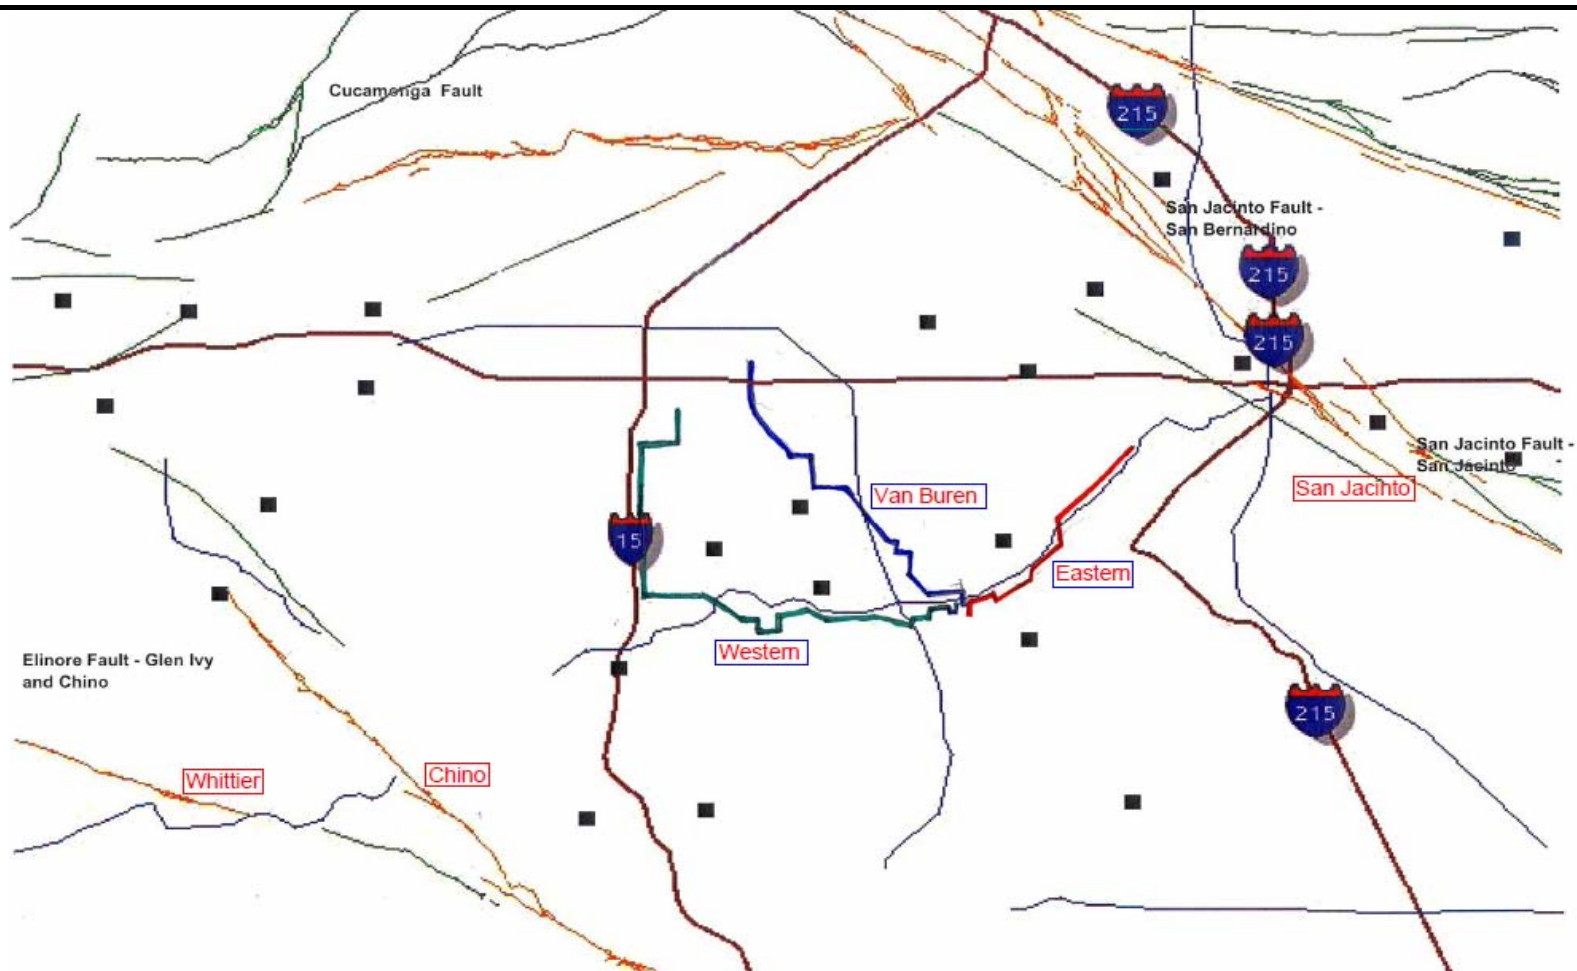 Cucamonga Fault
215
San Jacinto Fault -
San Bernardino
215
215
San Jacinto Fault -
San Jacinto -
San Jacinto
Van Buren
15
Eastern
Western
Elinore Fault - Glen Ivy
and Chino
215
Whittier
Chino